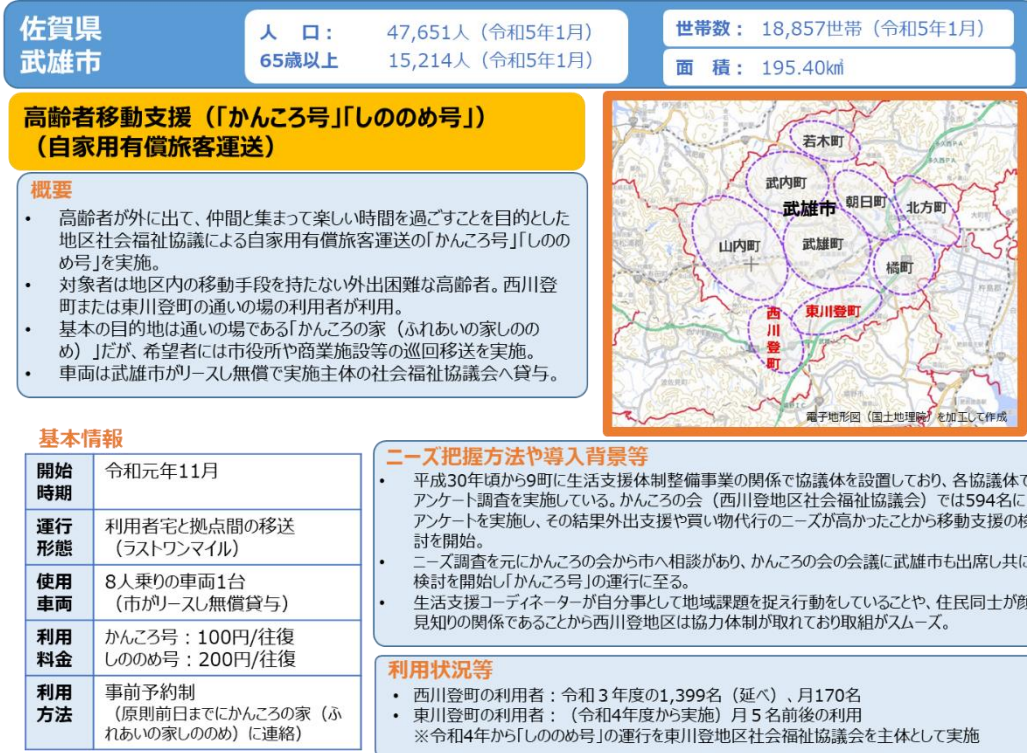 佐賀県
武雄市
人　口： 47,651人（令和5年1月）
65歳以上 15,214人（令和5年1月）
世帯数： 18,857世帯（令和5年1月）
面　積： 195.40㎢
高齢者移動支援（「かんころ号」「しののめ号」）
（自家用有償旅客運送）
概要
• 高齢者が外に出て、仲間と集まって楽しい時間を過ごすことを目的とした
地区社会福祉協議による自家用有償旅客運送の「かんころ号」「しのの
め号」を実施。
• 対象者は地区内の移動手段を持たない外出困難な高齢者。西川登
町または東川登町の通いの場の利用者が利用。
• 基本の目的地は通いの場である「かんころの家（ふれあいの家しのの
め）」だが、希望者には市役所や商業施設等の巡回移送を実施。
• 車両は武雄市がリースし無償で実施主体の社会福祉協議会へ貸与。
若木町
武内町
武雄市
朝日町
北方町
山内町
武雄町
橘町
東川登町
西川登町
電子地形図（国土地理院）を加工して作成
基本情報
開始時期 令和元年11月
運行形態 利用者宅と拠点間の移送
（ラストワンマイル）
使用車両 8人乗りの車両1台
（市がリースし無償貸与）
利用料金 かんころ号：100円/往復
しののめ号：200円/往復
利用方法 事前予約制
（原則前日までにかんころの家（ふ
れあいの家しののめ）に連絡）
ニーズ把握方法や導入背景等
• 平成30年頃から9町に生活支援体制整備事業の関係で協議体を設置しており、各協議体で
アンケート調査を実施している。かんころの会（西川登地区社会福祉協議会）では594名に
アンケートを実施し、その結果外出支援や買い物代行のニーズが高かったことから移動支援の検
討を開始。
• ニーズ調査を元にかんころの会から市へ相談があり、かんころの会の会議に武雄市も出席し共に
検討を開始し「かんころ号」の運行に至る。
• 生活支援コーディネーターが自分事として地域課題を捉え行動をしていることや、住民同士が顔
見知りの関係であることから西川登地区は協力体制が取れており取組がスムーズ。
利用状況等
• 西川登町の利用者：令和３年度の1,399名（延べ）、月170名
• 東川登町の利用者：（令和4年度から実施）月５名前後の利用
※令和4年から「しののめ号」の運行を東川登地区社会福祉協議会を主体として実施